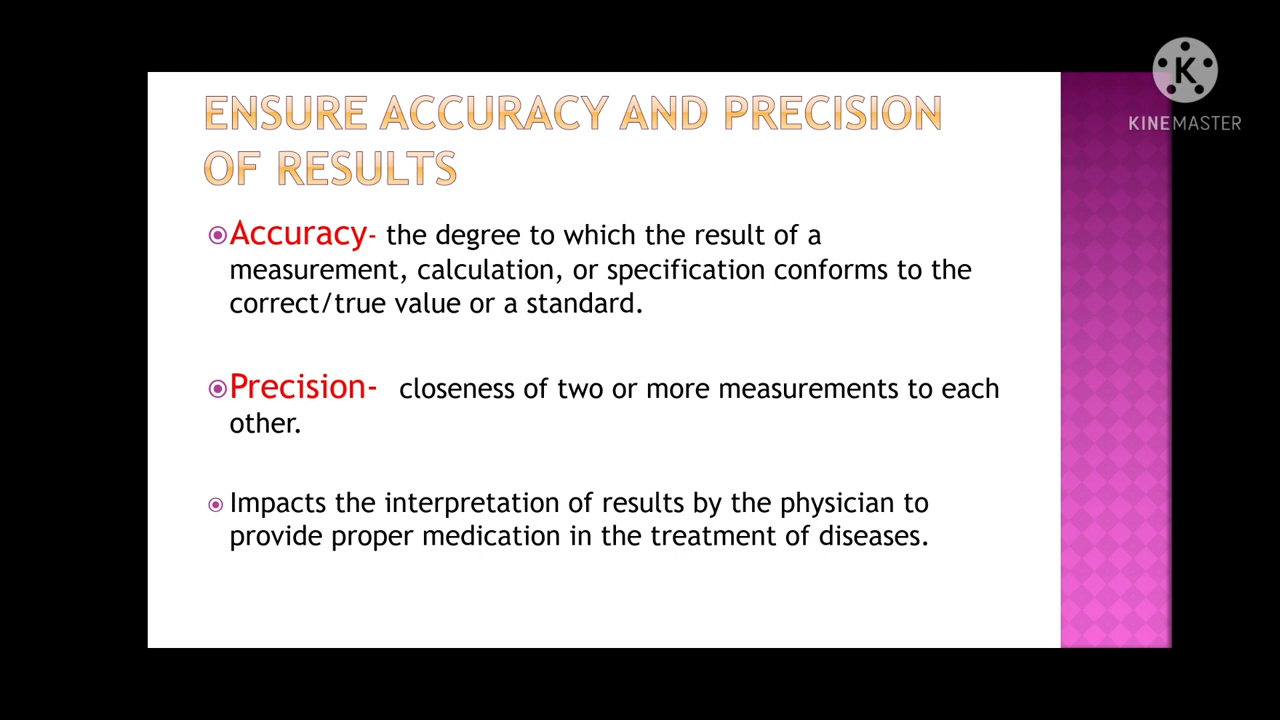 K
KINEMASTER
ENSURE ACCURACY AND PRECISION
OF RESULTS
Accuracy- the degree to which the result of a
measurement, calculation, or specification conforms to the
correct/true value or a standard.
Precision- closeness of two or more measurements to each
other.
Impacts the interpretation of results by the physician to
provide proper medication in the treatment of diseases.